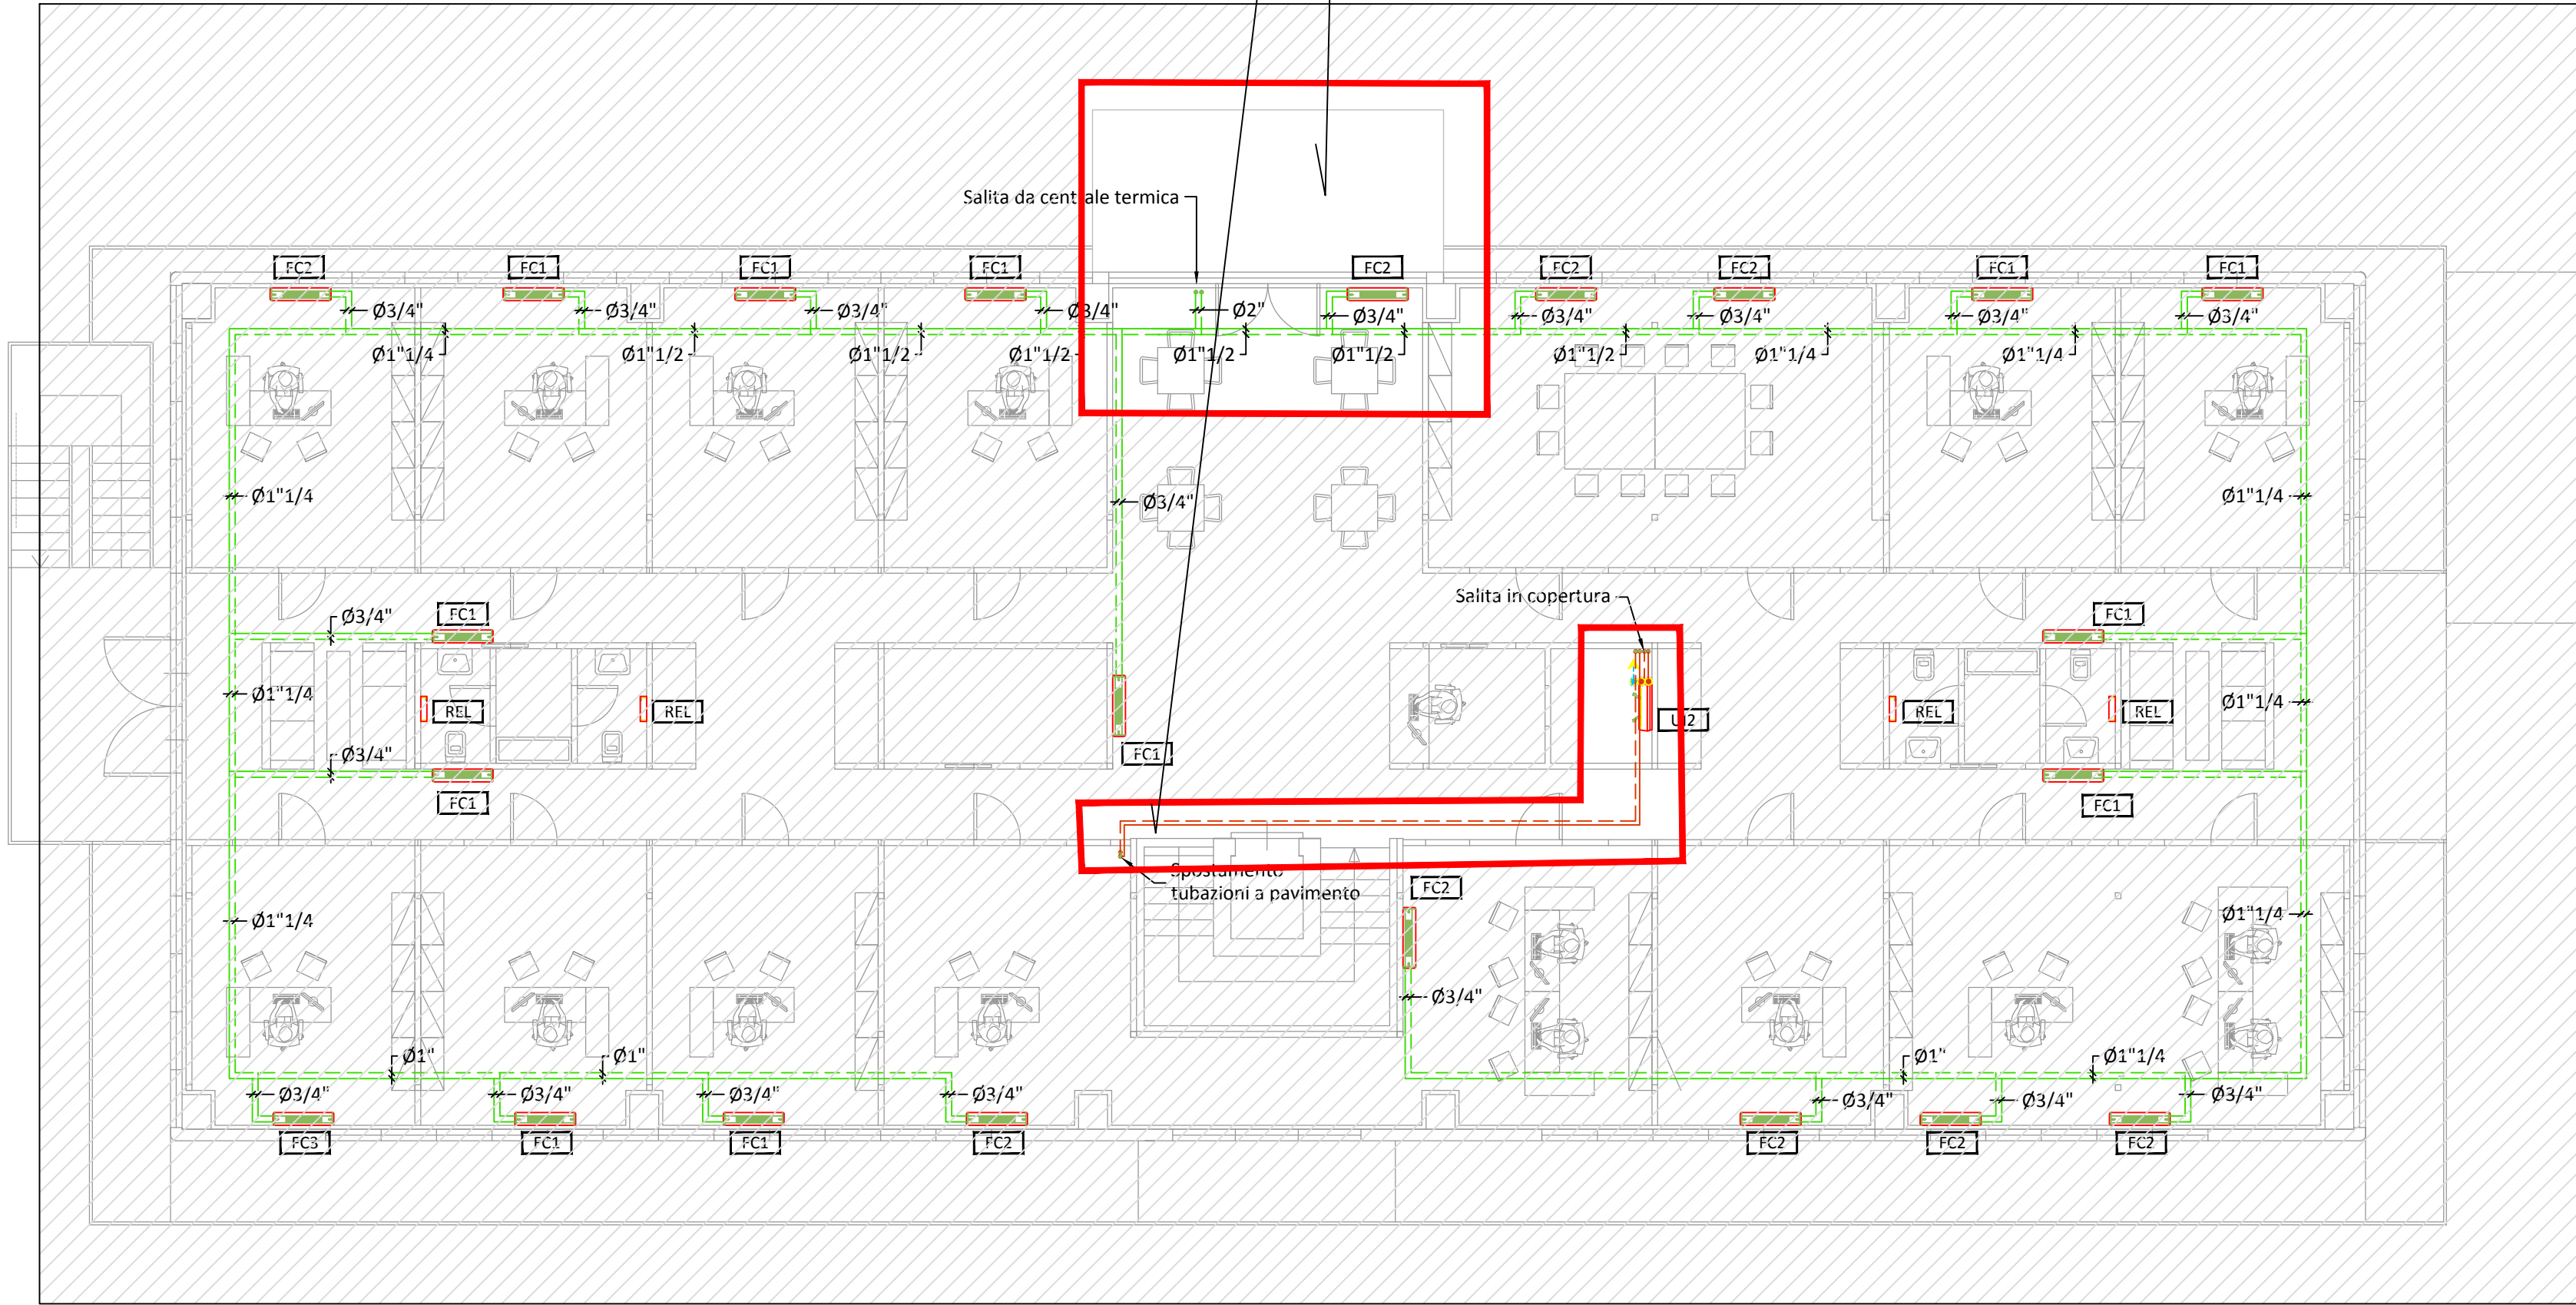 Salita da centrale termica
FC2
FC1
FC1
FC1
FC2
FC2
FC2
FC1
FC1
Ø3/4"
Ø3/4"
Ø3/4"
Ø3/4"
Ø2"
Ø3/4"
Ø3/4"
Ø3/4"
Ø3/4"
Ø3/4"
Ø1"1/4
Ø1"1/2
Ø1"1/2
Ø1"1/2
Ø1"1/2
Ø1"1/2
Ø1"1/2
Ø1"1/4
Ø1"1/4
Ø1"1/4
Ø3/4"
Ø1"1/4
Salita in copertura
Ø3/4"
FC1
FC1
Ø1"1/4
Ø1"1/4
REL
REL
REL
REL
Ø3/4"
FC1
FC1
FC1
Spostamento
tubazioni a pavimento
FC2
Ø1"1/4
Ø1"1/4
Ø3/4"
Ø1"
Ø1"
Ø1"
Ø1"1/4
Ø3/4"
Ø3/4"
Ø3/4"
Ø3/4"
Ø3/4"
Ø3/4"
Ø3/4"
FC3
FC1
FC1
FC2
FC2
FC2
FC2